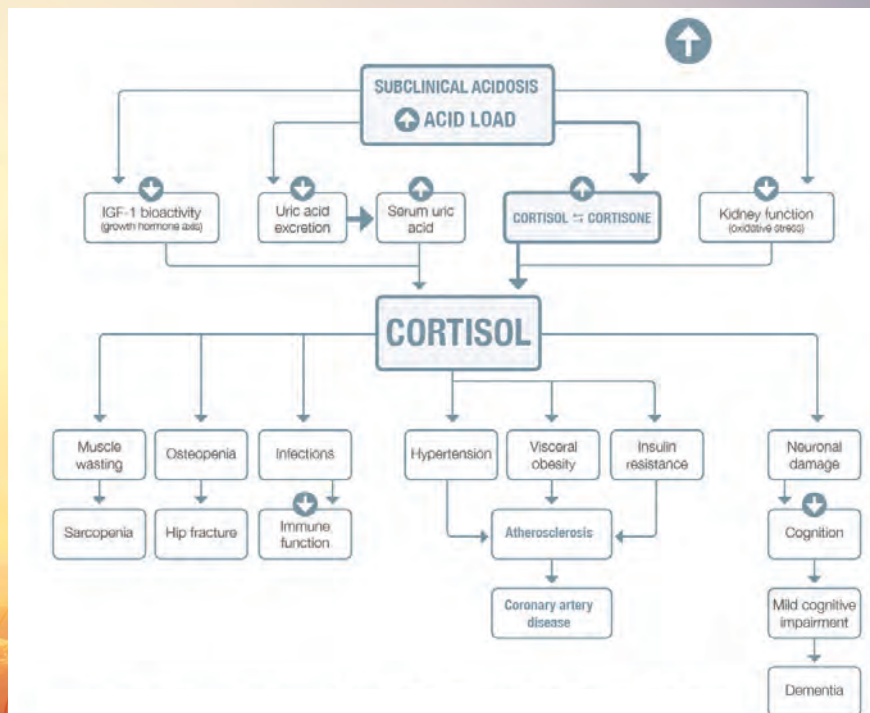 SUBCLINICAL ACIDOSIS
ACID LOAD
IGF-1 bioactivity
(growth hormone axis)
Uric acid
excretion
Serum uric
acid
CORTISOL ⇆ CORTISONE
Kidney function
(oxidative stress)
CORTISOL
Muscle
wasting
Osteopenia
Infections
Hypertension
Visceral
obesity
Insulin
resistance
Neuronal
damage
Sarcopenia
Hip fracture
Immune
function
Atherosclerosis
Cognition
Coronary artery
disease
Mild cognitive
impairment
Dementia